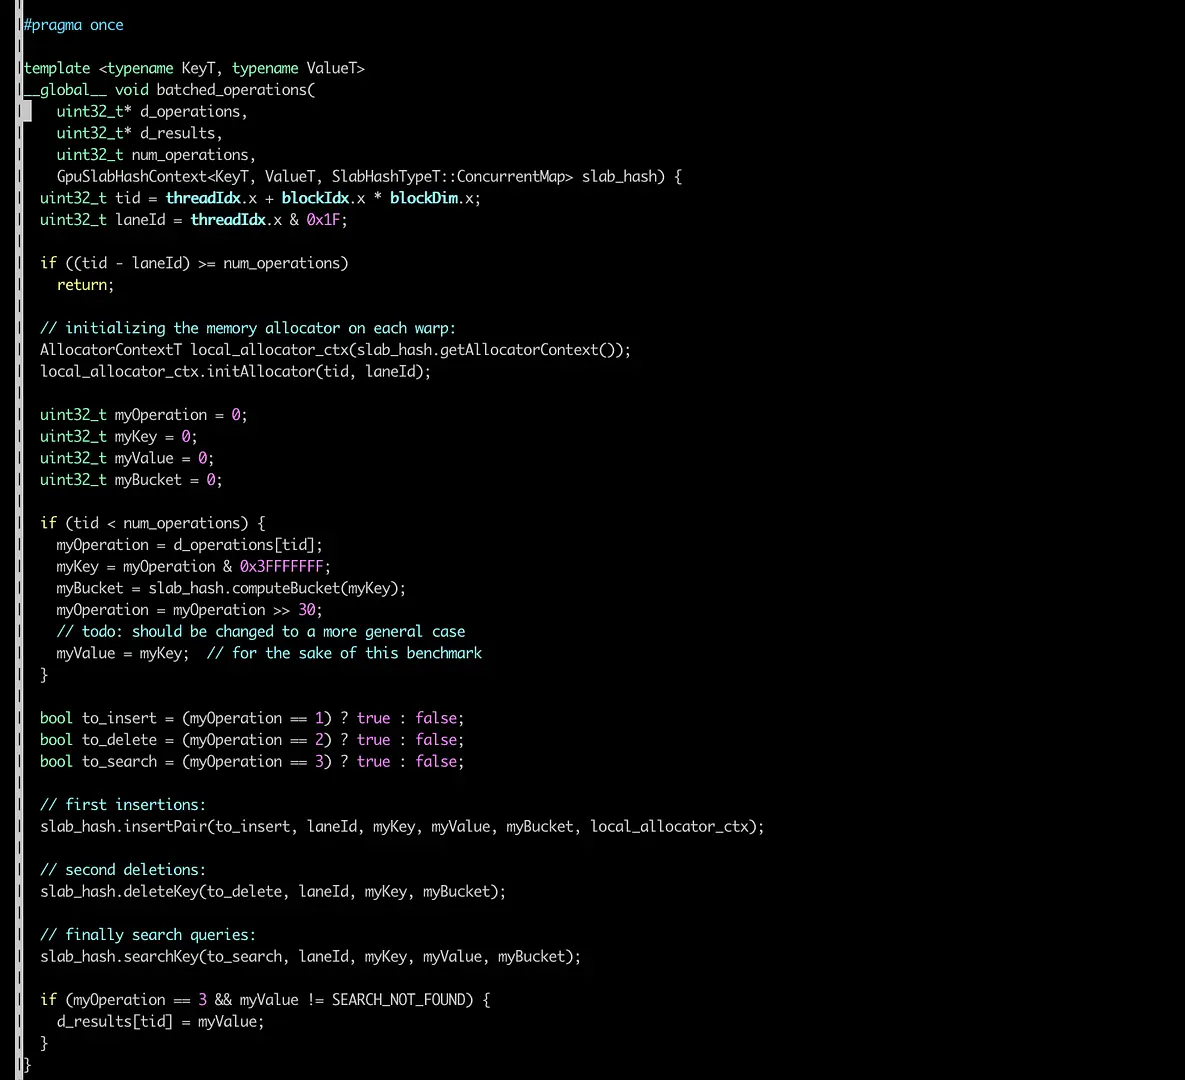 #pragma once
template <typename KeyT, typename ValueT>
__global__ void batched_operations(
    uint32_t* d_operations,
    uint32_t* d_results,
    uint32_t num_operations,
    GpuSlabHashContext<KeyT, ValueT, SlabHashTypeT::ConcurrentMap> slab_hash) {
  uint32_t tid = threadIdx.x + blockIdx.x * blockDim.x;
  uint32_t laneId = threadIdx.x & 0x1F;
  if ((tid - laneId) >= num_operations)
    return;
  // initializing the memory allocator on each warp:
  AllocatorContextT local_allocator_ctx(slab_hash.getAllocatorContext());
  local_allocator_ctx.initAllocator(tid, laneId);
  uint32_t myOperation = 0;
  uint32_t myKey = 0;
  uint32_t myValue = 0;
  uint32_t myBucket = 0;
  if (tid < num_operations) {
    myOperation = d_operations[tid];
    myKey = myOperation & 0x3FFFFFFF;
    myBucket = slab_hash.computeBucket(myKey);
    myOperation = myOperation >> 30;
    // todo: should be changed to a more general case
    myValue = myKey;  // for the sake of this benchmark
  }
  bool to_insert = (myOperation == 1) ? true : false;
  bool to_delete = (myOperation == 2) ? true : false;
  bool to_search = (myOperation == 3) ? true : false;
  // first insertions:
  slab_hash.insertPair(to_insert, laneId, myKey, myValue, myBucket, local_allocator_ctx);
  // second deletions:
  slab_hash.deleteKey(to_delete, laneId, myKey, myBucket);
  // finally search queries:
  slab_hash.searchKey(to_search, laneId, myKey, myValue, myBucket);
  if (myOperation == 3 && myValue != SEARCH_NOT_FOUND) {
    d_results[tid] = myValue;
  }
}